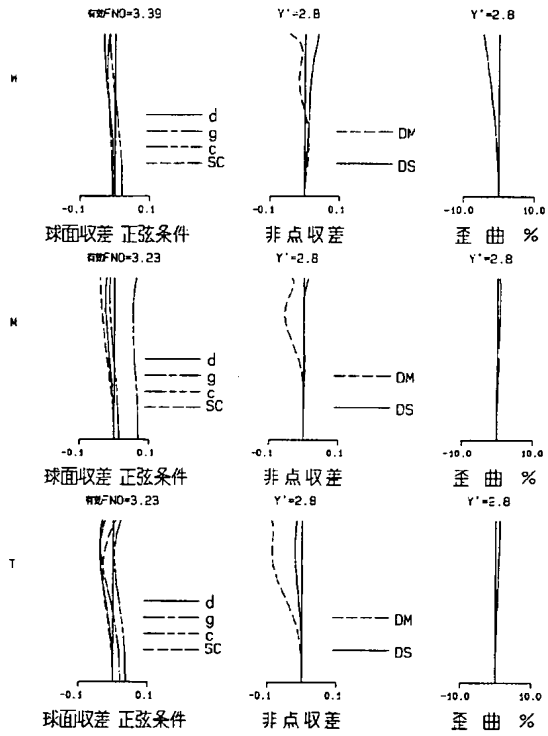 有効FNO=3.39 Y'=2.8 Y'=2.8
W
d
g
c
SC
DM
DS
-0.1 0.1 -0.1 0.1 -10.0 10.0
球面収差 正弦条件 非点収差 歪曲 %
有効FNO=3.23 Y'=2.8 Y'=2.8
M
d
g
c
SC
DM
DS
-0.1 0.1 -0.1 0.1 -10.0 10.0
球面収差 正弦条件 非点収差 歪曲 %
有効FNO=3.23 Y'=2.8 Y'=2.8
T
d
g
c
SC
DM
DS
-0.1 0.1 -0.1 0.1 -10.0 10.0
球面収差 正弦条件 非点収差 歪曲 %